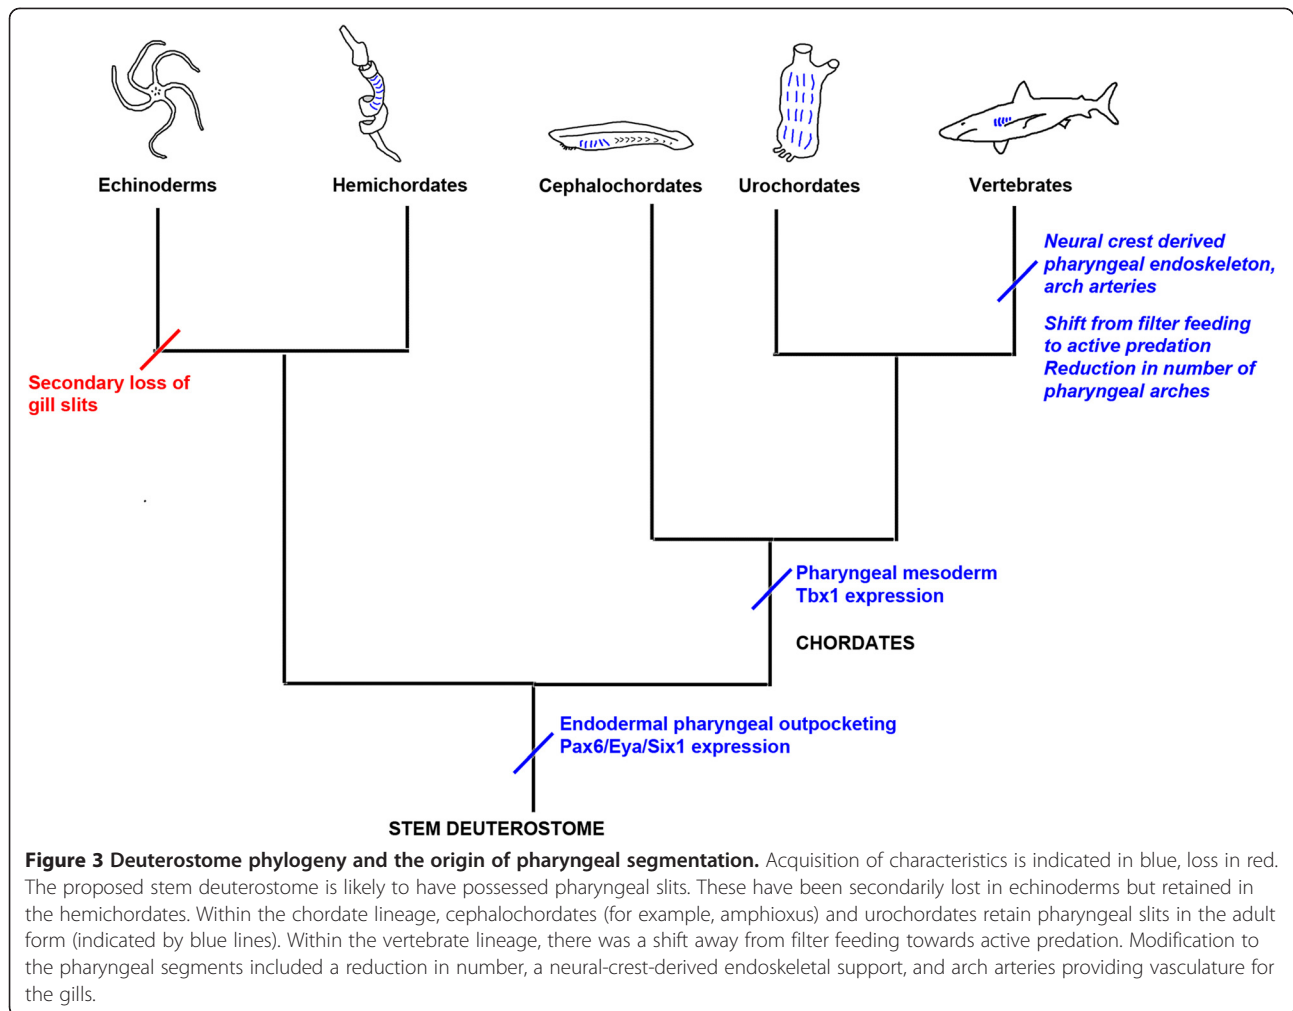 Echinoderms
Hemichordates
Cephalochordates
Urochordates
Vertebrates
Neural crest derived
pharyngeal endoskeleton,
arch arteries
Shift from filter feeding
to active predation
Reduction in number of
pharyngeal arches
Secondary loss of
gill slits
Pharyngeal mesoderm
Tbx1 expression
CHORDATES
Endodermal pharyngeal outpocketing
Pax6/Eya/Six1 expression
STEM DEUTEROSTOME
Figure 3 Deuterostome phylogeny and the origin of pharyngeal segmentation. Acquisition of characteristics is indicated in blue, loss in red.
The proposed stem deuterostome is likely to have possessed pharyngeal slits. These have been secondarily lost in echinoderms but retained in
the hemichordates. Within the chordate lineage, cephalochordates (for example, amphioxus) and urochordates retain pharyngeal slits in the adult
form (indicated by blue lines). Within the vertebrate lineage, there was a shift away from filter feeding towards active predation. Modification to
the pharyngeal segments included a reduction in number, a neural-crest-derived endoskeletal support, and arch arteries providing vasculature for
the gills.